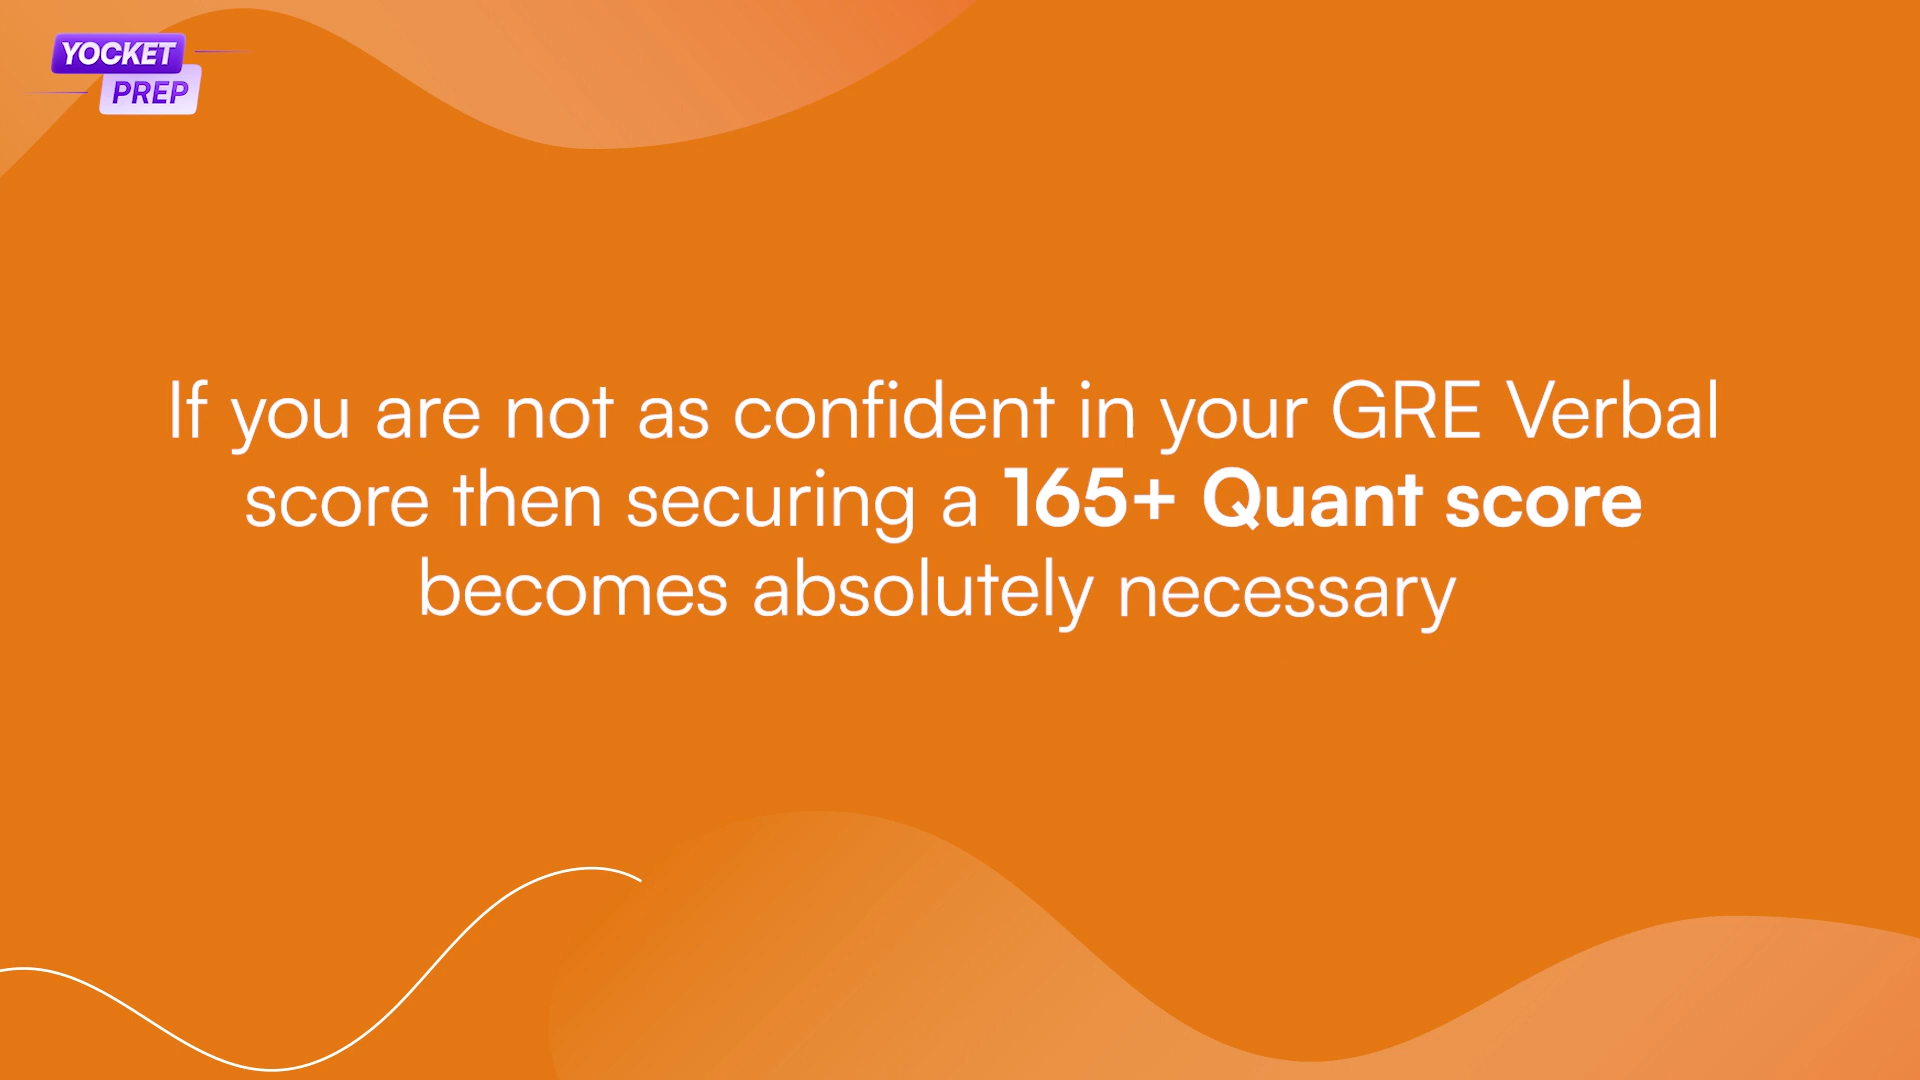 YOCKET
PREP
If you are not as confident in your GRE Verbal
score then securing a 165+ Quant score
becomes absolutely necessary